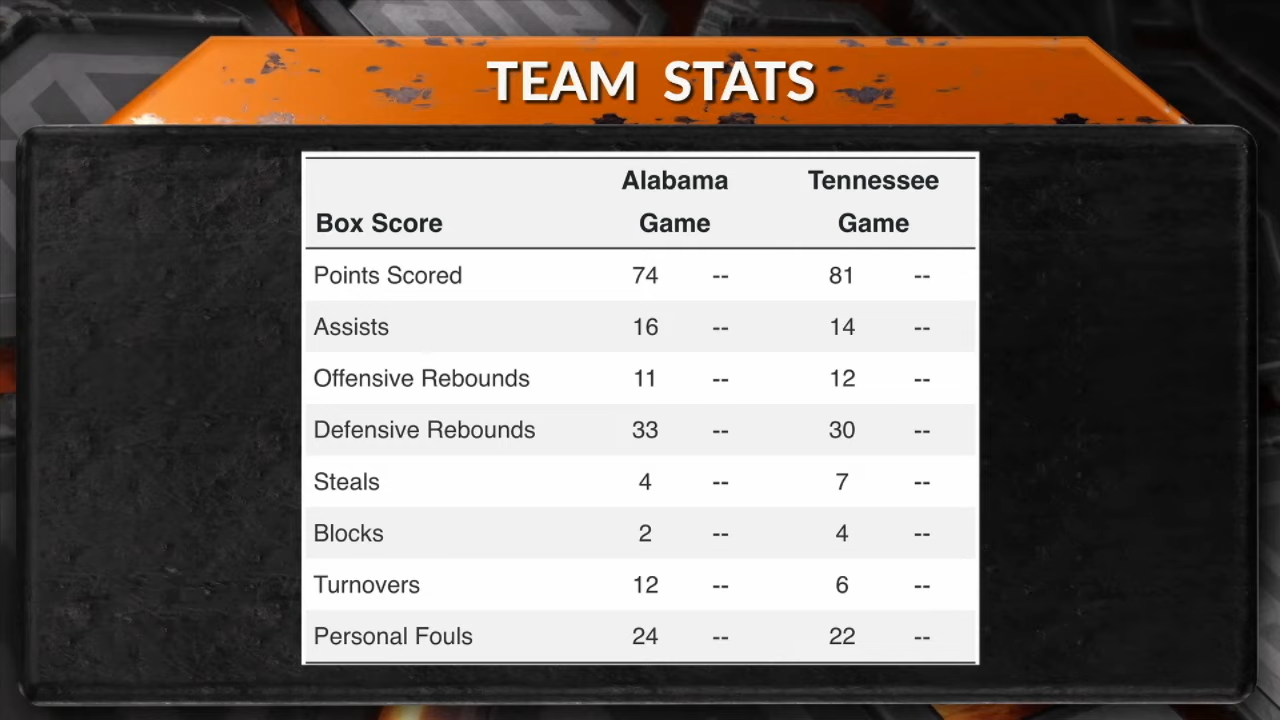 TEAM STATS
Alabama Tennessee
Box Score Game Game
Points Scored 74 -- 81 --
Assists 16 -- 14 --
Offensive Rebounds 11 -- 12 --
Defensive Rebounds 33 -- 30 --
Steals 4 -- 7 --
Blocks 2 -- 4 --
Turnovers 12 -- 6 --
Personal Fouls 24 -- 22 --